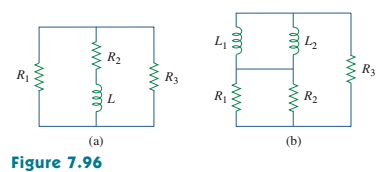 L₁ L₂
R₂
R₁ R₃ R₃
L R₁ R₂
(a) (b)
Figure 7.96